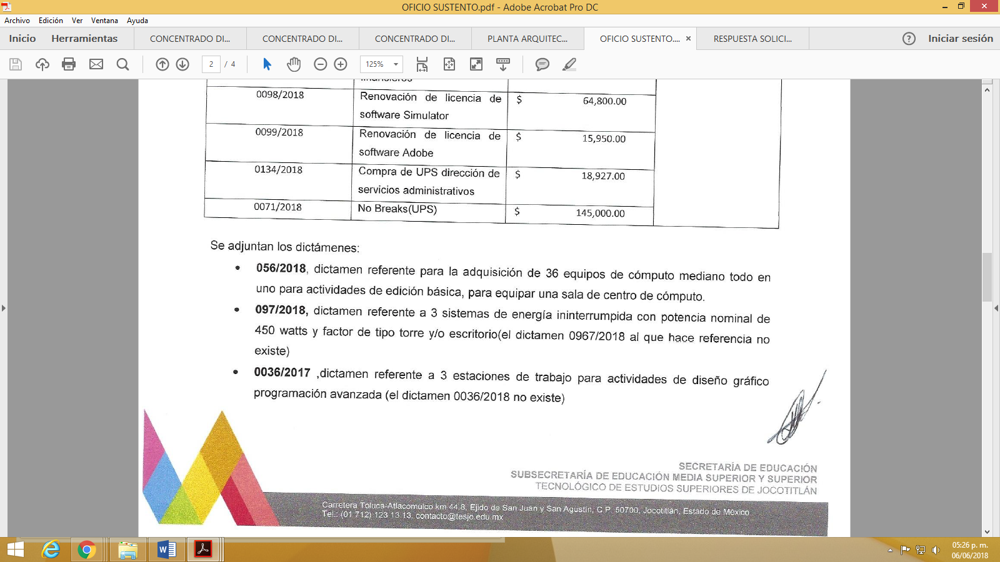 OFICIO SUSTENTO.pdf - Adobe Acrobat Pro DC
Archivo Edición Ver Ventana Ayuda
Inicio Herramientas CONCENTRADO DI... CONCENTRADO DI... CONCENTRADO DI... PLANTA ARQUITEC... OFICIO SUSTENTO.... × RESPUESTA SOLICI... ? Iniciar sesión
2 / 4 125%
financieros
0098/2018 Renovación de licencia de $ 64,800.00
software Simulator
0099/2018 Renovación de licencia de $ 15,950.00
software Adobe
0134/2018 Compra de UPS dirección de $ 18,927.00
servicios administrativos
0071/2018 No Breaks(UPS) $ 145,000.00
Se adjuntan los dictámenes:
• 056/2018, dictamen referente para la adquisición de 36 equipos de cómputo mediano todo en
uno para actividades de edición básica, para equipar una sala de centro de cómputo.
• 097/2018, dictamen referente a 3 sistemas de energía ininterrumpida con potencia nominal de
450 watts y factor de tipo torre y/o escritorio(el dictamen 0967/2018 al que hace referencia no
existe)
• 0036/2017 ,dictamen referente a 3 estaciones de trabajo para actividades de diseño gráfico
programación avanzada (el dictamen 0036/2018 no existe)
SECRETARÍA DE EDUCACIÓN
SUBSECRETARÍA DE EDUCACIÓN MEDIA SUPERIOR Y SUPERIOR
TECNOLÓGICO DE ESTUDIOS SUPERIORES DE JOCOTITLÁN
Carretera Toluca-Atlacomulco km 44.8, Ejido de San Juan y San Agustín, C.P. 50700, Jocotitlán, Estado de México.
Tel.: (01 712) 123 13 13. contacto@tesjo.edu.mx
05:26 p. m.
06/06/2018